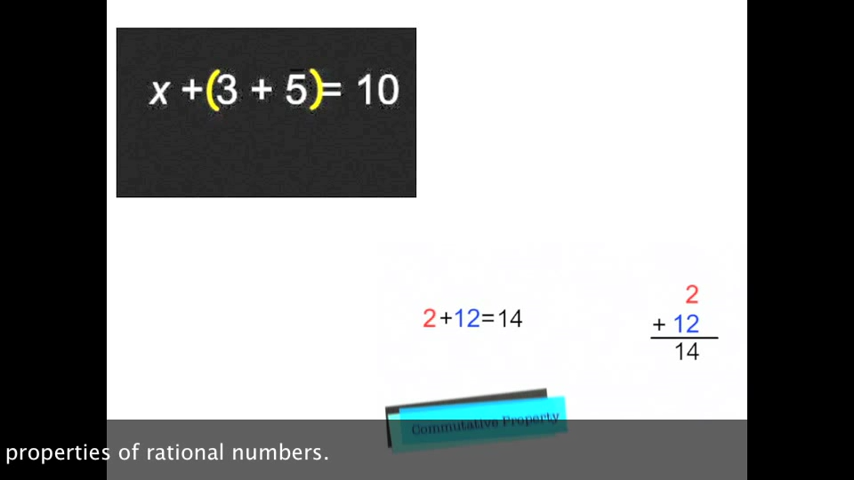 x + (3 + 5) = 10
2+12=14
2
+ 12
14
Commutative Property
properties of rational numbers.